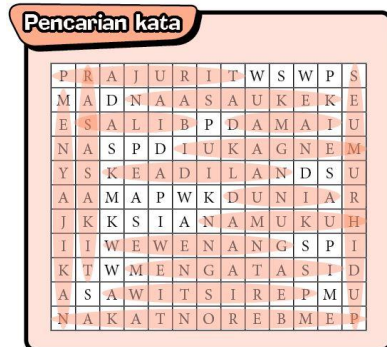 Pencarian kata
P R A J U R I T W S W P S
M A D N A A S A U K E K E
E S A L I B P D A M A I U
N A S P D I U K A G N E M
Y S K E A D I L A N D S U
A A M A P W K D U N I A R
J K K S I A N A M U K U H
I I W E W E N A N G S P I
K T W M E N G A T A S I D
A S A W I T S I R E P M U
N A K A T N O R E B M E P